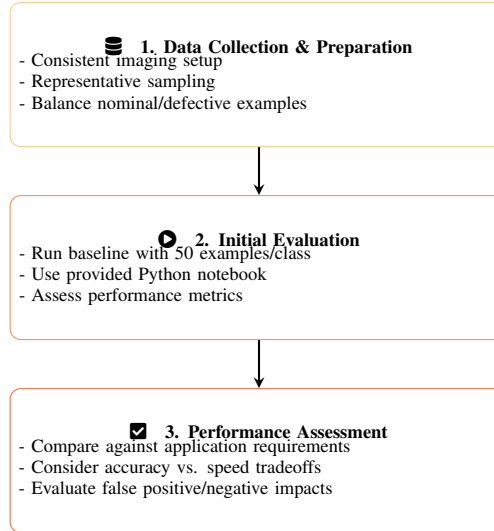 1. Data Collection & Preparation
- Consistent imaging setup
- Representative sampling
- Balance nominal/defective examples
2. Initial Evaluation
- Run baseline with 50 examples/class
- Use provided Python notebook
- Assess performance metrics
3. Performance Assessment
- Compare against application requirements
- Consider accuracy vs. speed tradeoffs
- Evaluate false positive/negative impacts